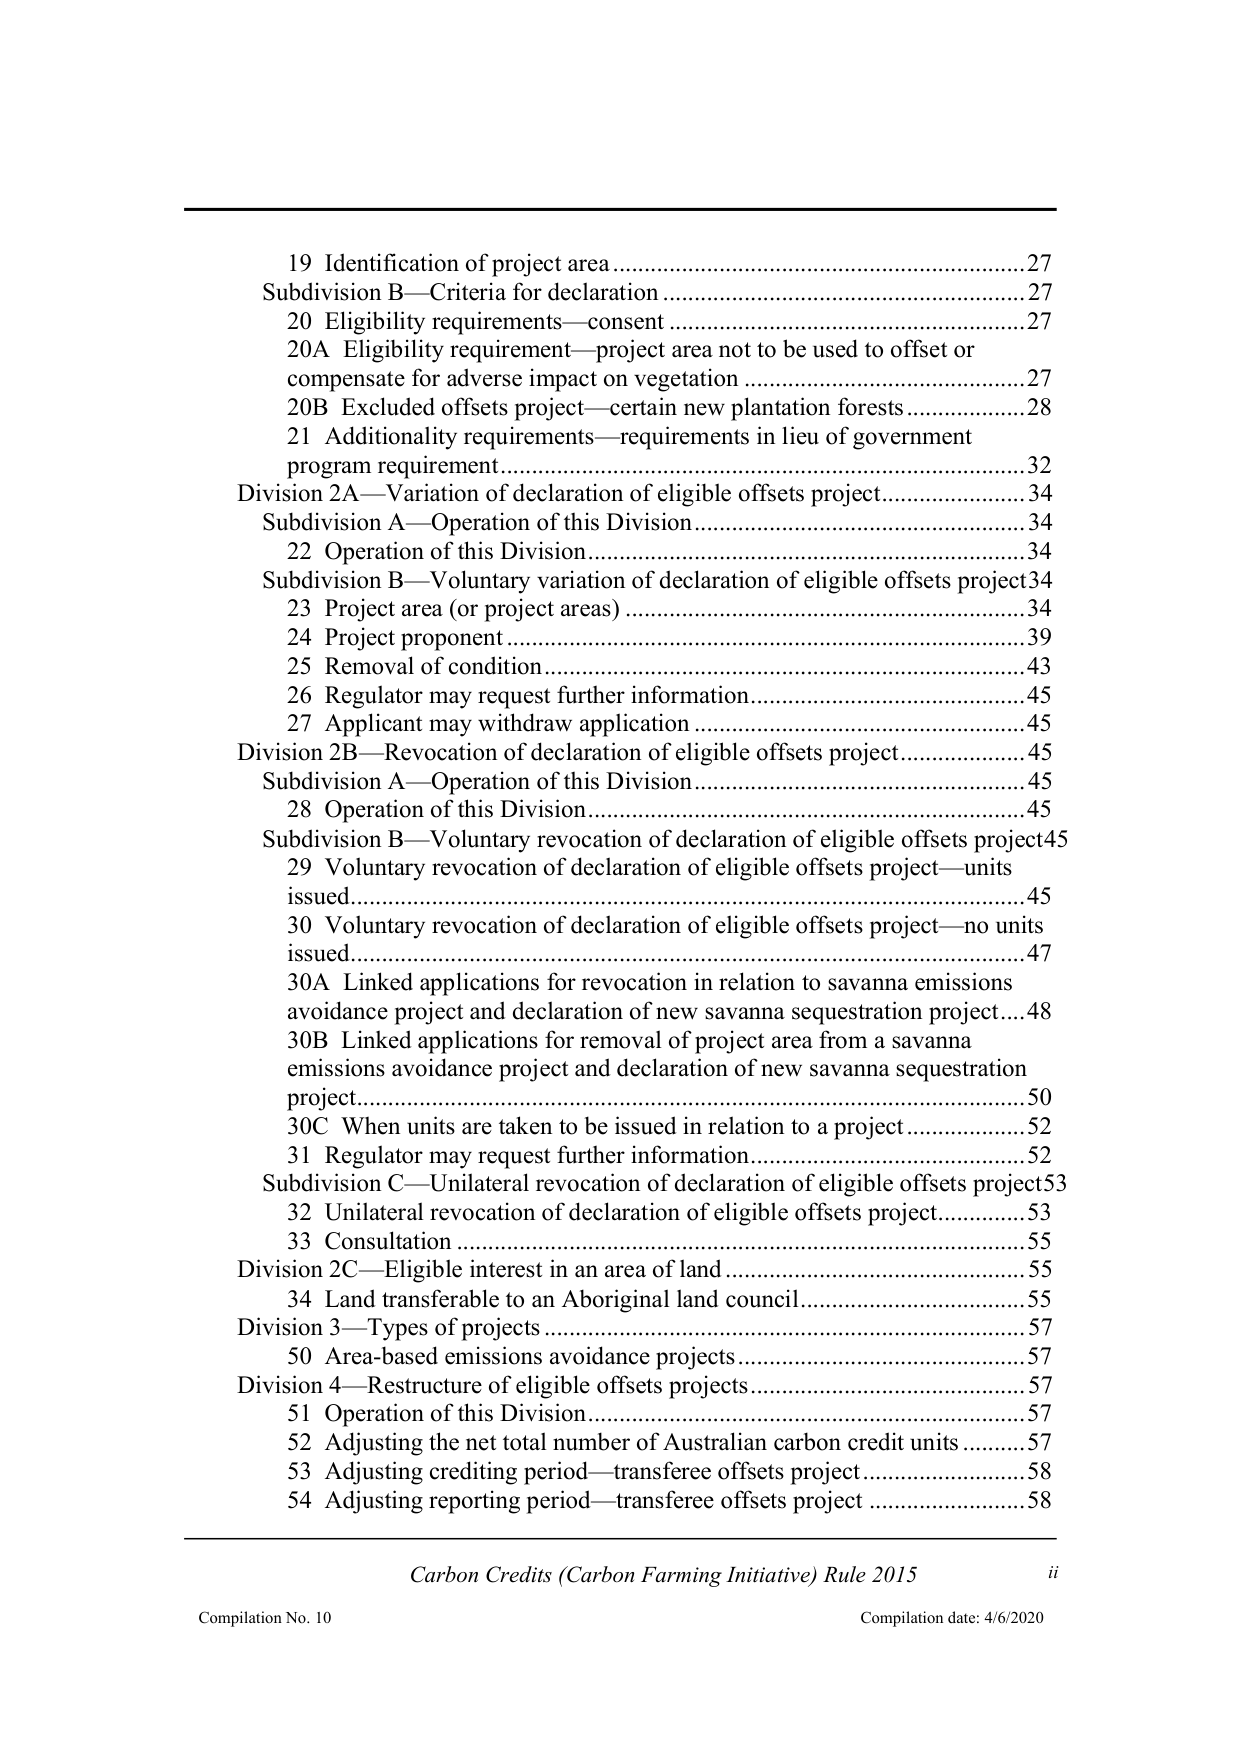 19  Identification of project area..................................................................27
Subdivision B—Criteria for declaration..........................................................27
20  Eligibility requirements—consent.........................................................27
20A  Eligibility requirement—project area not to be used to offset or
compensate for adverse impact on vegetation.............................................27
20B  Excluded offsets project—certain new plantation forests...................28
21  Additionality requirements—requirements in lieu of government
program requirement....................................................................................32
Division 2A—Variation of declaration of eligible offsets project.......................34
Subdivision A—Operation of this Division.....................................................34
22  Operation of this Division......................................................................34
Subdivision B—Voluntary variation of declaration of eligible offsets project34
23  Project area (or project areas)................................................................34
24  Project proponent...................................................................................39
25  Removal of condition.............................................................................43
26  Regulator may request further information............................................45
27  Applicant may withdraw application.....................................................45
Division 2B—Revocation of declaration of eligible offsets project....................45
Subdivision A—Operation of this Division.....................................................45
28  Operation of this Division......................................................................45
Subdivision B—Voluntary revocation of declaration of eligible offsets project45
29  Voluntary revocation of declaration of eligible offsets project—units
issued............................................................................................................45
30  Voluntary revocation of declaration of eligible offsets project—no units
issued............................................................................................................47
30A  Linked applications for revocation in relation to savanna emissions
avoidance project and declaration of new savanna sequestration project....48
30B  Linked applications for removal of project area from a savanna
emissions avoidance project and declaration of new savanna sequestration
project...........................................................................................................50
30C  When units are taken to be issued in relation to a project...................52
31  Regulator may request further information............................................52
Subdivision C—Unilateral revocation of declaration of eligible offsets project53
32  Unilateral revocation of declaration of eligible offsets project..............53
33  Consultation...........................................................................................55
Division 2C—Eligible interest in an area of land................................................55
34  Land transferable to an Aboriginal land council....................................55
Division 3—Types of projects.............................................................................57
50  Area-based emissions avoidance projects..............................................57
Division 4—Restructure of eligible offsets projects............................................57
51  Operation of this Division......................................................................57
52  Adjusting the net total number of Australian carbon credit units..........57
53  Adjusting crediting period—transferee offsets project..........................58
54  Adjusting reporting period—transferee offsets project.........................58
Carbon Credits (Carbon Farming Initiative) Rule 2015 ii
Compilation No. 10 Compilation date: 4/6/2020